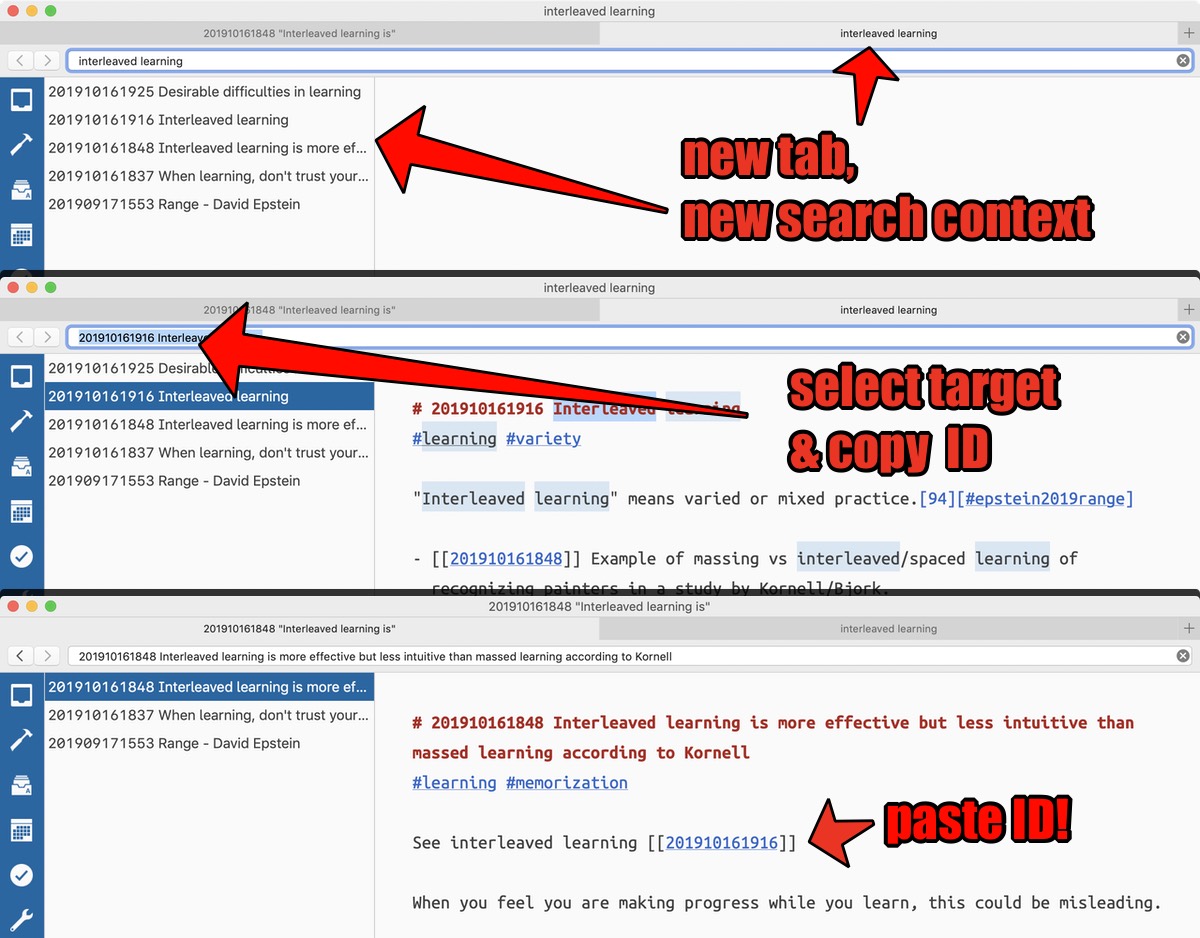 interleaved learning
201910161848 "Interleaved learning is"
interleaved learning
interleaved learning
201910161925 Desirable difficulties in learning
201910161916 Interleaved learning
201910161848 Interleaved learning is more ef...
201910161837 When learning, don't trust your...
201909171553 Range - David Epstein
new tab,
new search context
interleaved learning
201910161848 "Interleaved learning is"
interleaved learning
201910161916 Interleav
201910161925 Desirable difficulties
201910161916 Interleaved learning
201910161848 Interleaved learning is more ef...
201910161837 When learning, don't trust your...
201909171553 Range - David Epstein
# 201910161916 Interleaved learning
#learning #variety
"Interleaved learning" means varied or mixed practice.[94][#epstein2019range]
- [[201910161848]] Example of massing vs interleaved/spaced learning of
recognizing painters in a study by Kornell/Bjork.
select target
& copy ID
201910161848 "Interleaved learning is"
201910161848 "Interleaved learning is"
interleaved learning
201910161848 Interleaved learning is more effective but less intuitive than massed learning according to Kornell
201910161848 Interleaved learning is more ef...
201910161837 When learning, don't trust your...
201909171553 Range - David Epstein
# 201910161848 Interleaved learning is more effective but less intuitive than
massed learning according to Kornell
#learning #memorization
See interleaved learning [[201910161916]]
paste ID!
When you feel you are making progress while you learn, this could be misleading.